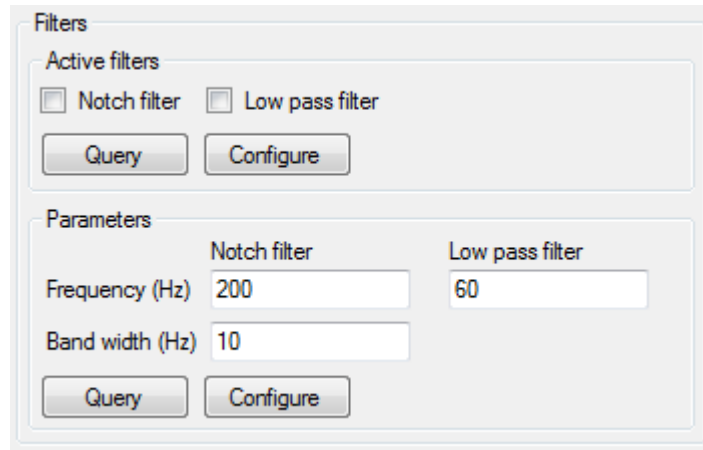 Filters
Active filters
Notch filter Low pass filter
Query Configure
Parameters
Notch filter Low pass filter
Frequency (Hz) 200 60
Band width (Hz) 10
Query Configure